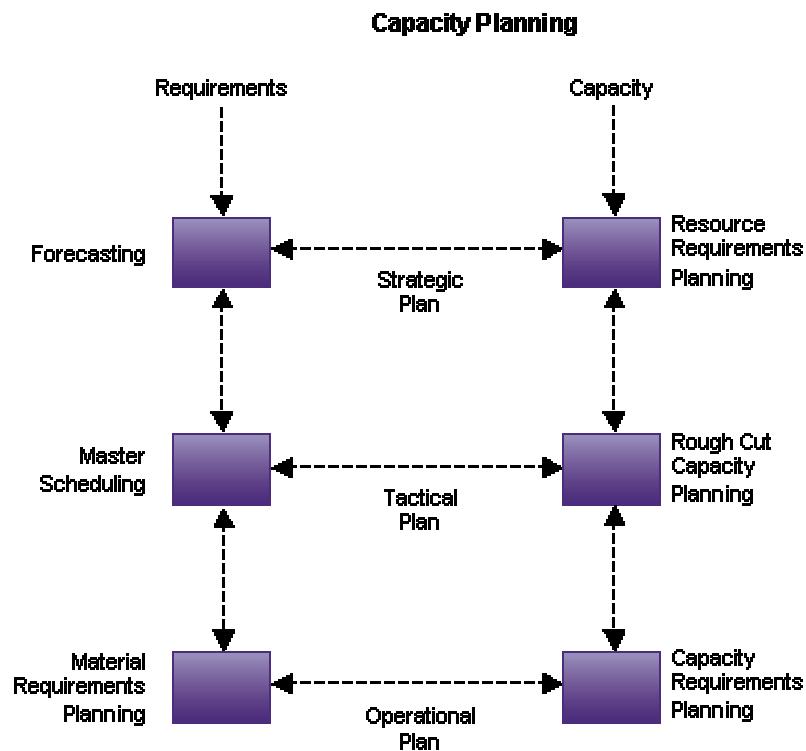 Capacity Planning
Requirements
Capacity
Forecasting
Strategic
Plan
Resource
Requirements
Planning
Master
Scheduling
Tactical
Plan
Rough Cut
Capacity
Planning
Material
Requirements
Planning
Operational
Plan
Capacity
Requirements
Planning